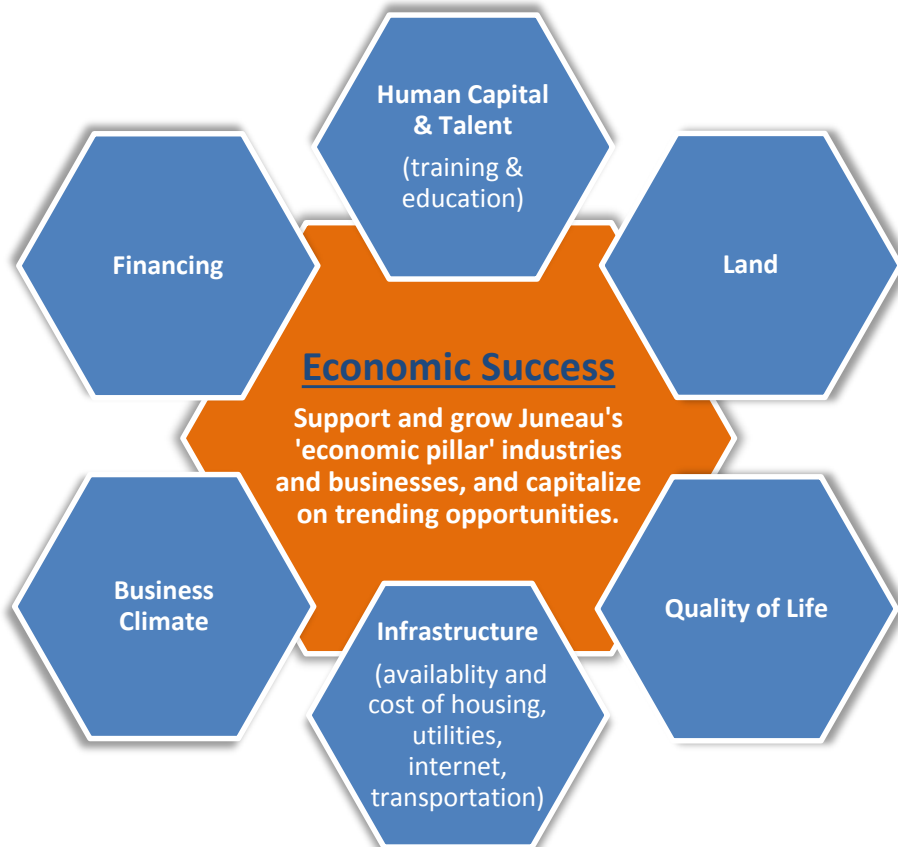 Human Capital
& Talent
(training &
education)
Financing
Land
Economic Success
Support and grow Juneau's
'economic pillar' industries
and businesses, and capitalize
on trending opportunities.
Business
Climate
Quality of Life
Infrastructure
(availablity and
cost of housing,
utilities,
internet,
transportation)